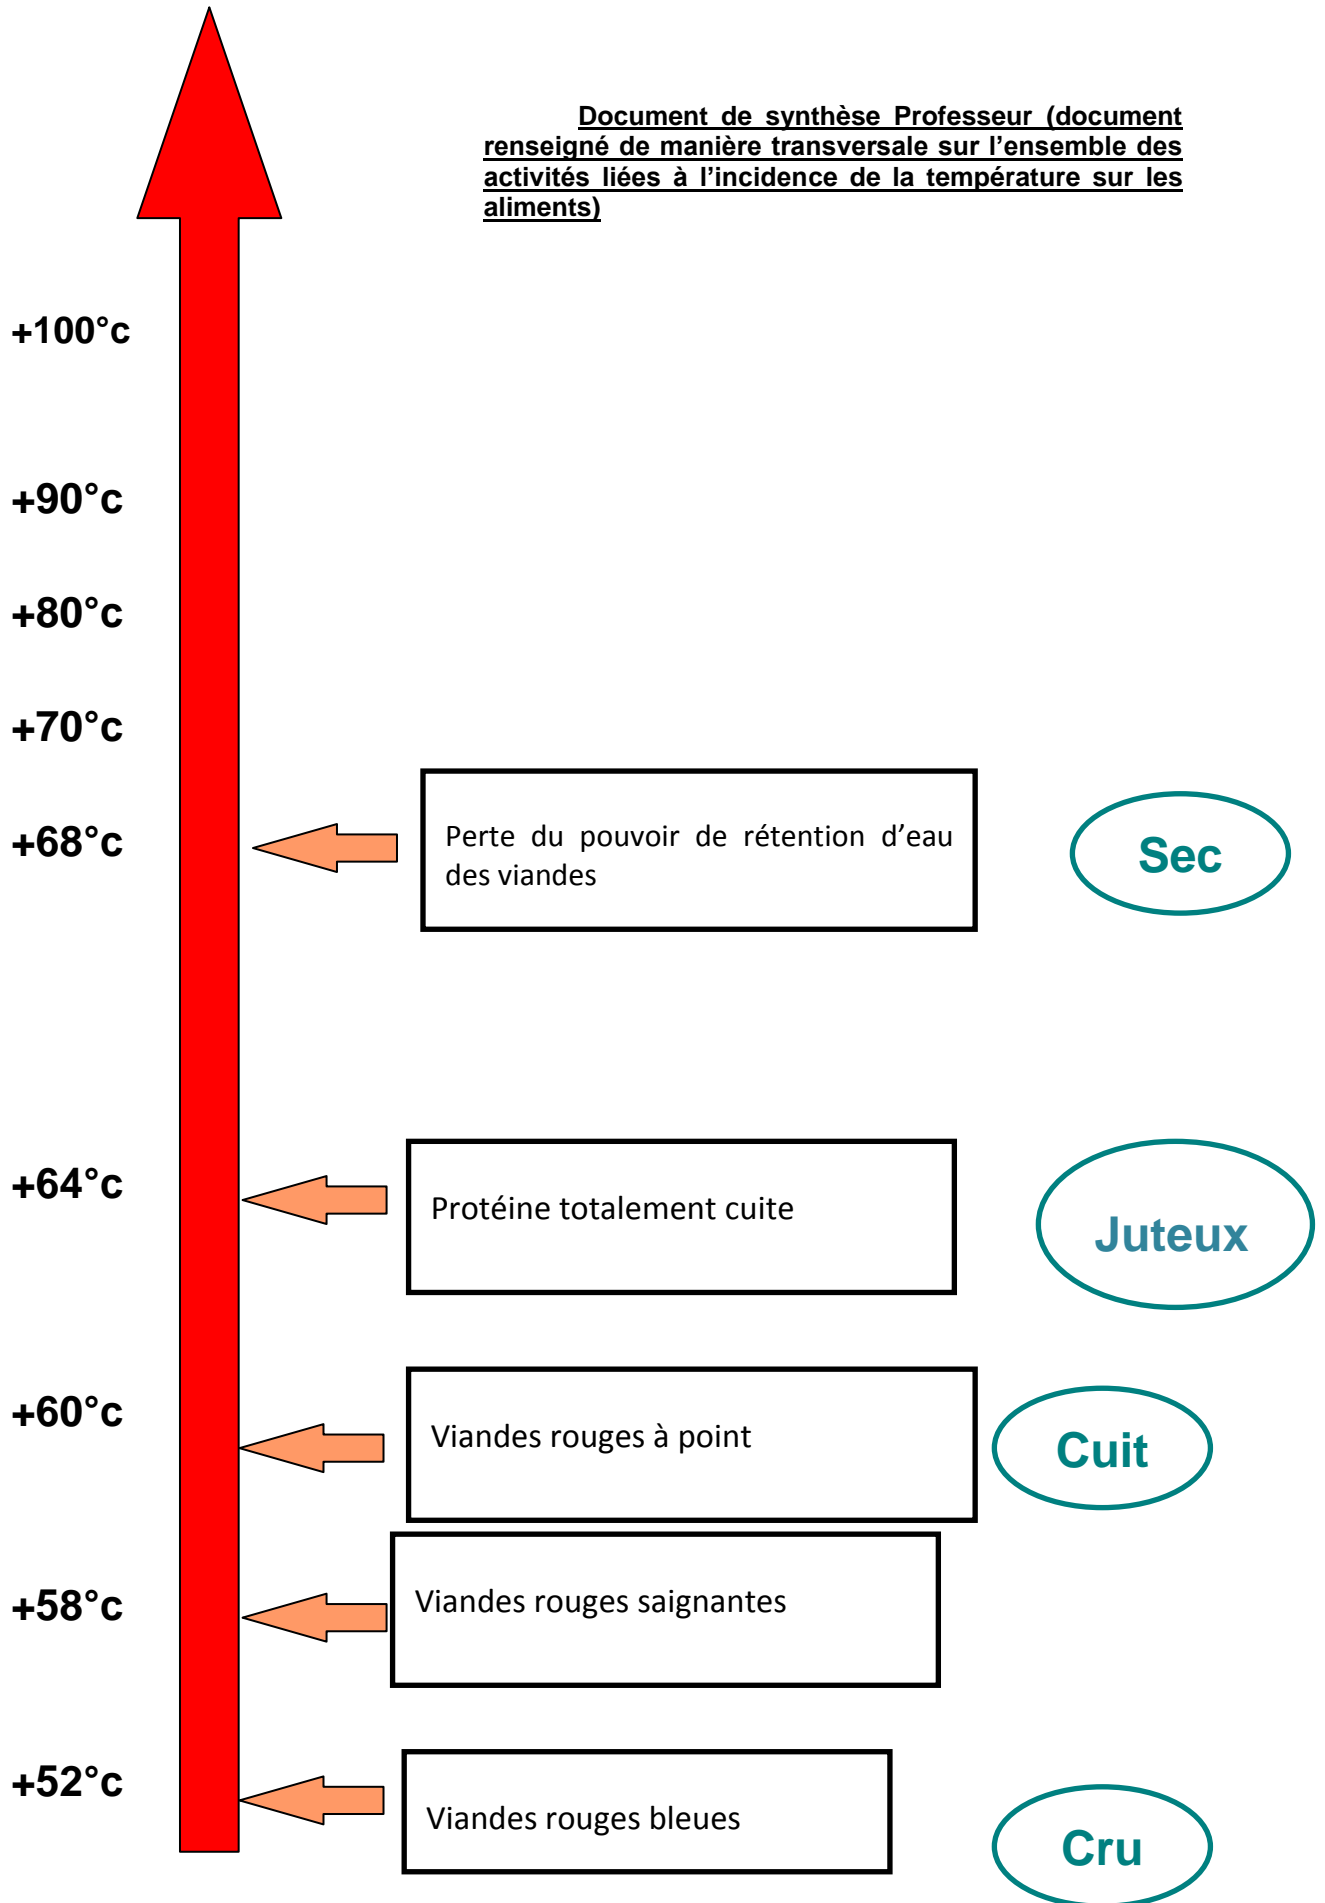 Document de synthèse Professeur (document
renseigné de manière transversale sur l’ensemble des
activités liées à l’incidence de la température sur les
aliments)
+100°c
+90°c
+80°c
+70°c
+68°c
Perte du pouvoir de rétention d’eau
des viandes
Sec
+64°c
Protéine totalement cuite
Juteux
+60°c
Viandes rouges à point
Cuit
+58°c
Viandes rouges saignantes
+52°c
Viandes rouges bleues
Cru